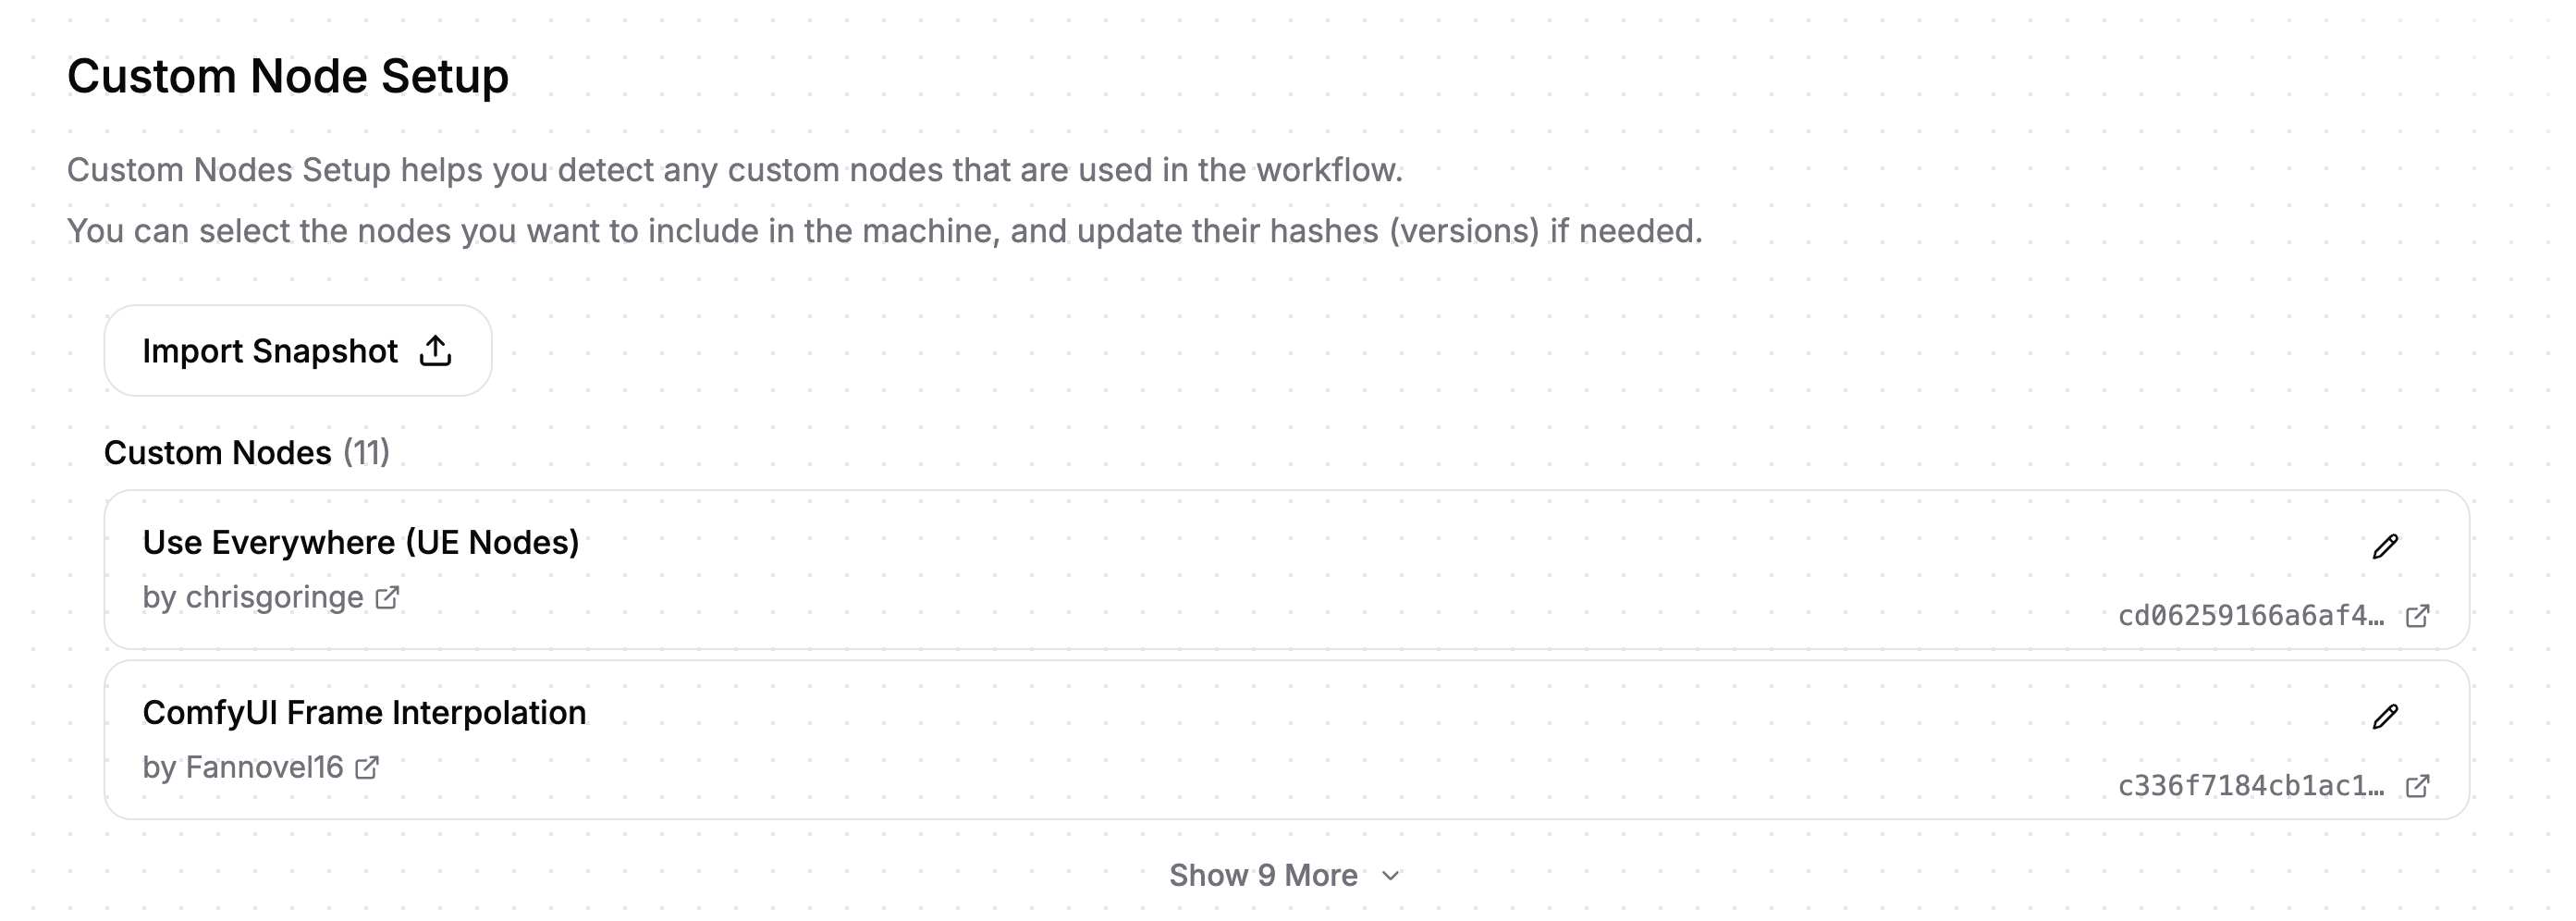 Custom Node Setup
Custom Nodes Setup helps you detect any custom nodes that are used in the workflow.
You can select the nodes you want to include in the machine, and update their hashes (versions) if needed.
Import Snapshot
Custom Nodes (11)
Use Everywhere (UE Nodes)
by chrisgoringe
cd06259166a6af4…
ComfyUI Frame Interpolation
by Fannovel16
c336f7184cb1ac1…
Show 9 More